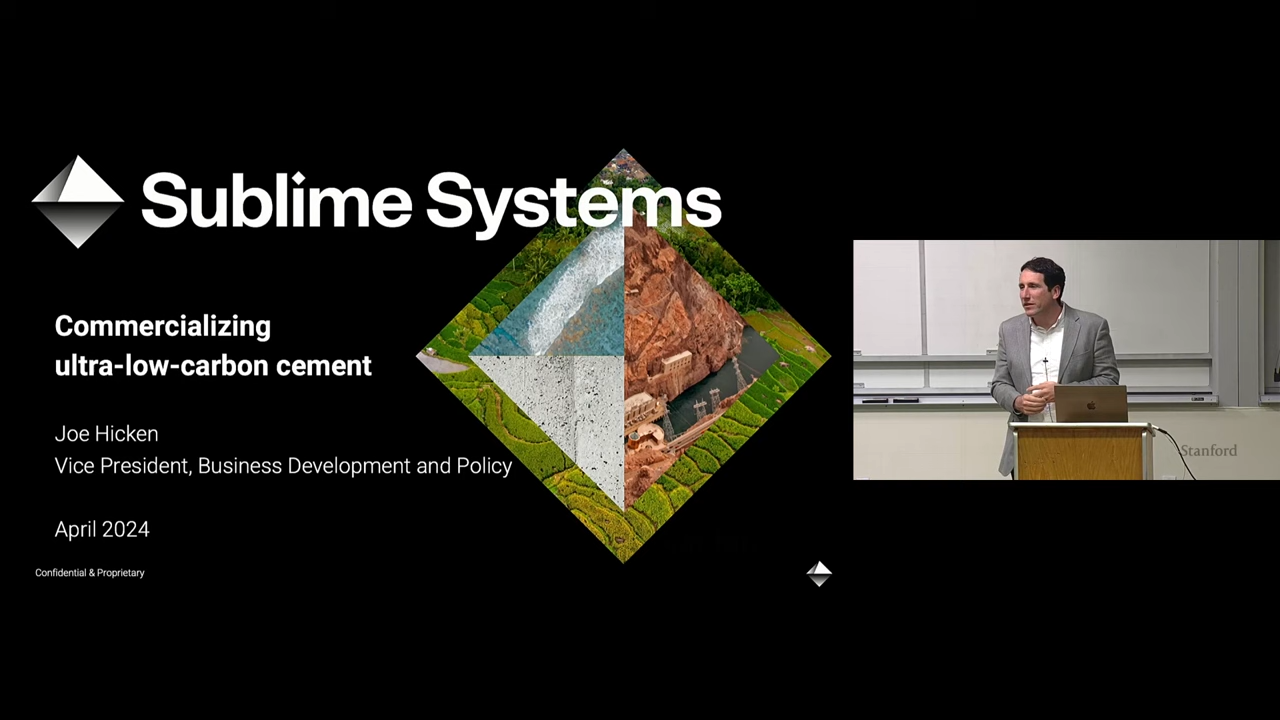 Sublime Systems
Commercializing
ultra-low-carbon cement
Joe Hicken
Vice President, Business Development and Policy
April 2024
Confidential & Proprietary
Stanford